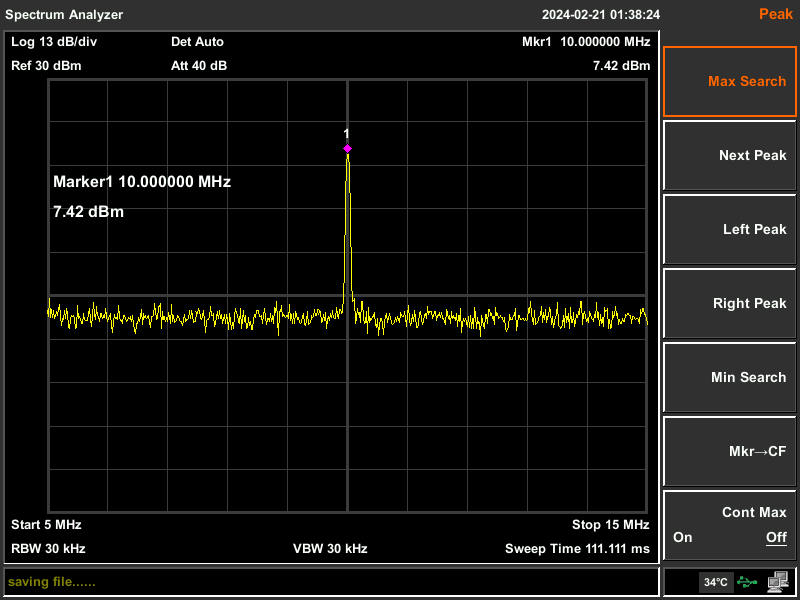 Spectrum Analyzer 2024-02-21 01:38:24 Peak
Log 13 dB/div Det Auto Mkr1 10.000000 MHz
Ref 30 dBm Att 40 dB 7.42 dBm
1
Marker1 10.000000 MHz
7.42 dBm
Start 5 MHz Stop 15 MHz
RBW 30 kHz VBW 30 kHz Sweep Time 111.111 ms
saving file......
Max Search
Next Peak
Left Peak
Right Peak
Min Search
Mkr→CF
Cont Max
On Off
34°C